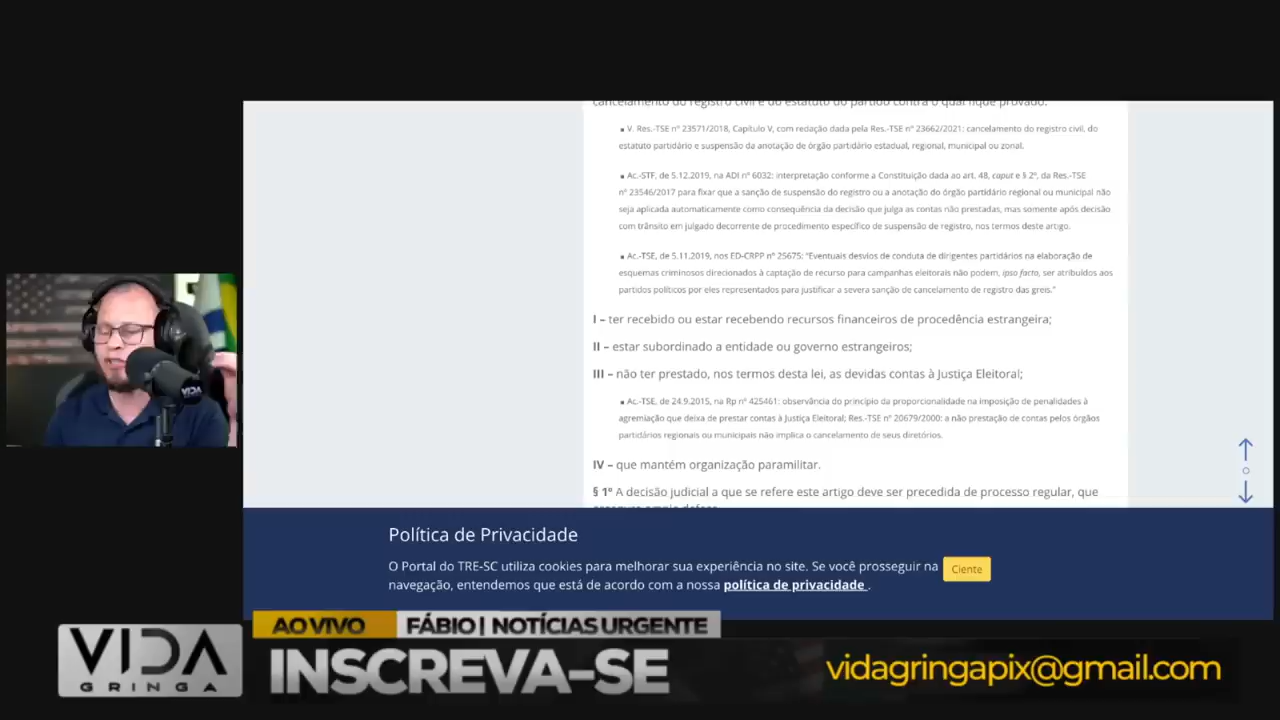 cancelamento do registro civil e do estatuto do partido contra o qual fique provado:
▪ V. Res.-TSE nº 23571/2018, Capítulo V, com redação dada pela Res.-TSE nº 23662/2021: cancelamento do registro civil, do
estatuto partidário e suspensão da anotação de órgão partidário estadual, regional, municipal ou zonal.
▪ Ac.-STF, de 5.12.2019, na ADI nº 6032: interpretação conforme a Constituição dada ao art. 48, caput e § 2º, da Res.-TSE
nº 23546/2017 para fixar que a sanção de suspensão do registro ou a anotação do órgão partidário regional ou municipal não
seja aplicada automaticamente como consequência da decisão que julga as contas não prestadas, mas somente após decisão
com trânsito em julgado decorrente de procedimento específico de suspensão de registro, nos termos deste artigo.
▪ Ac.-TSE, de 5.11.2019, nos ED-CRPP nº 25675: “Eventuais desvios de conduta de dirigentes partidários na elaboração de
esquemas criminosos direcionados à captação de recurso para campanhas eleitorais não podem, ipso facto, ser atribuídos aos
partidos políticos por eles representados para justificar a severa sanção de cancelamento de registro das greis.”
I – ter recebido ou estar recebendo recursos financeiros de procedência estrangeira;
II – estar subordinado a entidade ou governo estrangeiros;
III – não ter prestado, nos termos desta lei, as devidas contas à Justiça Eleitoral;
▪ Ac.-TSE, de 24.9.2015, na Rp nº 425461: observância do princípio da proporcionalidade na imposição de penalidades à
agremiação que deixa de prestar contas à Justiça Eleitoral; Res.-TSE nº 20679/2000: a não prestação de contas pelos órgãos
partidários regionais ou municipais não implica o cancelamento de seus diretórios.
IV – que mantém organização paramilitar.
§ 1º A decisão judicial a que se refere este artigo deve ser precedida de processo regular, que
VIDA
Política de Privacidade
O Portal do TRE-SC utiliza cookies para melhorar sua experiência no site. Se você prosseguir na
navegação, entendemos que está de acordo com a nossa política de privacidade .
Ciente
AO VIVO FÁBIO | NOTÍCIAS URGENTE
VIDA
GRINGA
INSCREVA-SE
vidagringapix@gmail.com